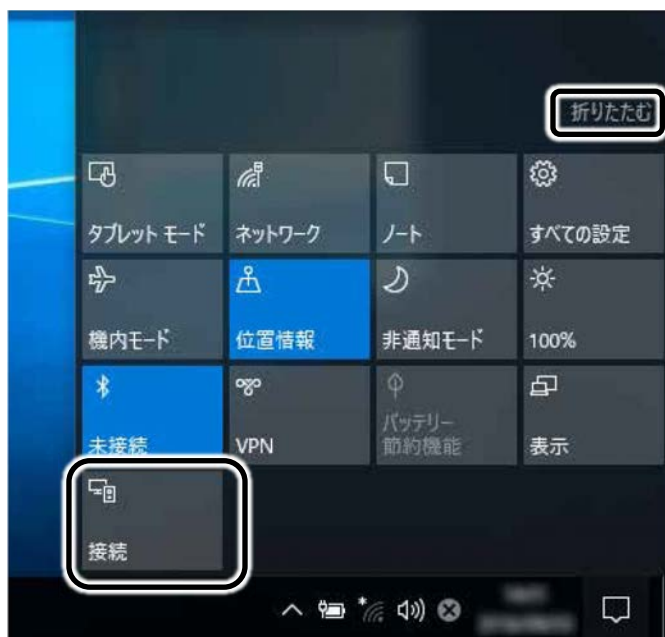 折りたたむ
タブレット モード
ネットワーク
ノート
すべての設定
機内モード
位置情報
非通知モード
100%
未接続
VPN
バッテリー
節約機能
表示
接続